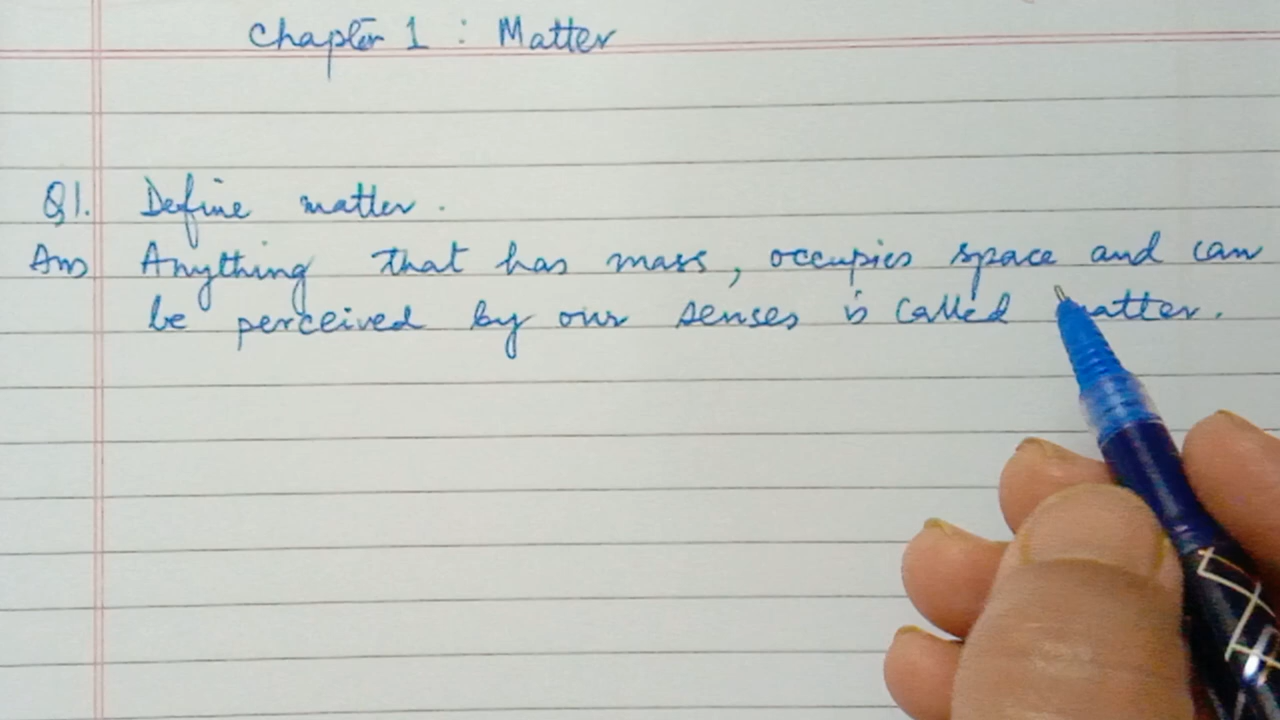 Chapter 1 : Matter
Q1. Define matter.
Ans Anything that has mass, occupies space and can
be perceived by our senses is called matter.